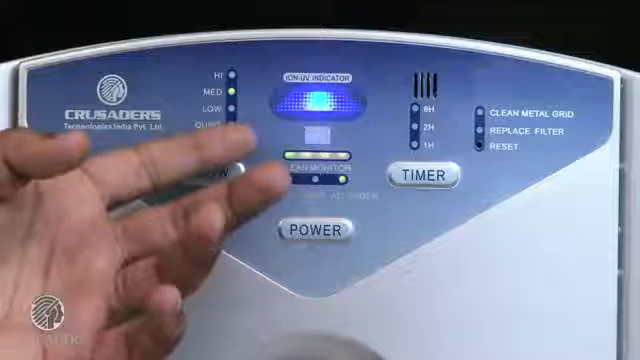 HI
MED
LOW
CRUSADERS
Technologies India Pvt. Ltd.
ION-UV INDICATOR
8H
2H
1H
CLEAN METAL GRID
REPLACE FILTER
RESET
MONITOR
TIMER
POWER